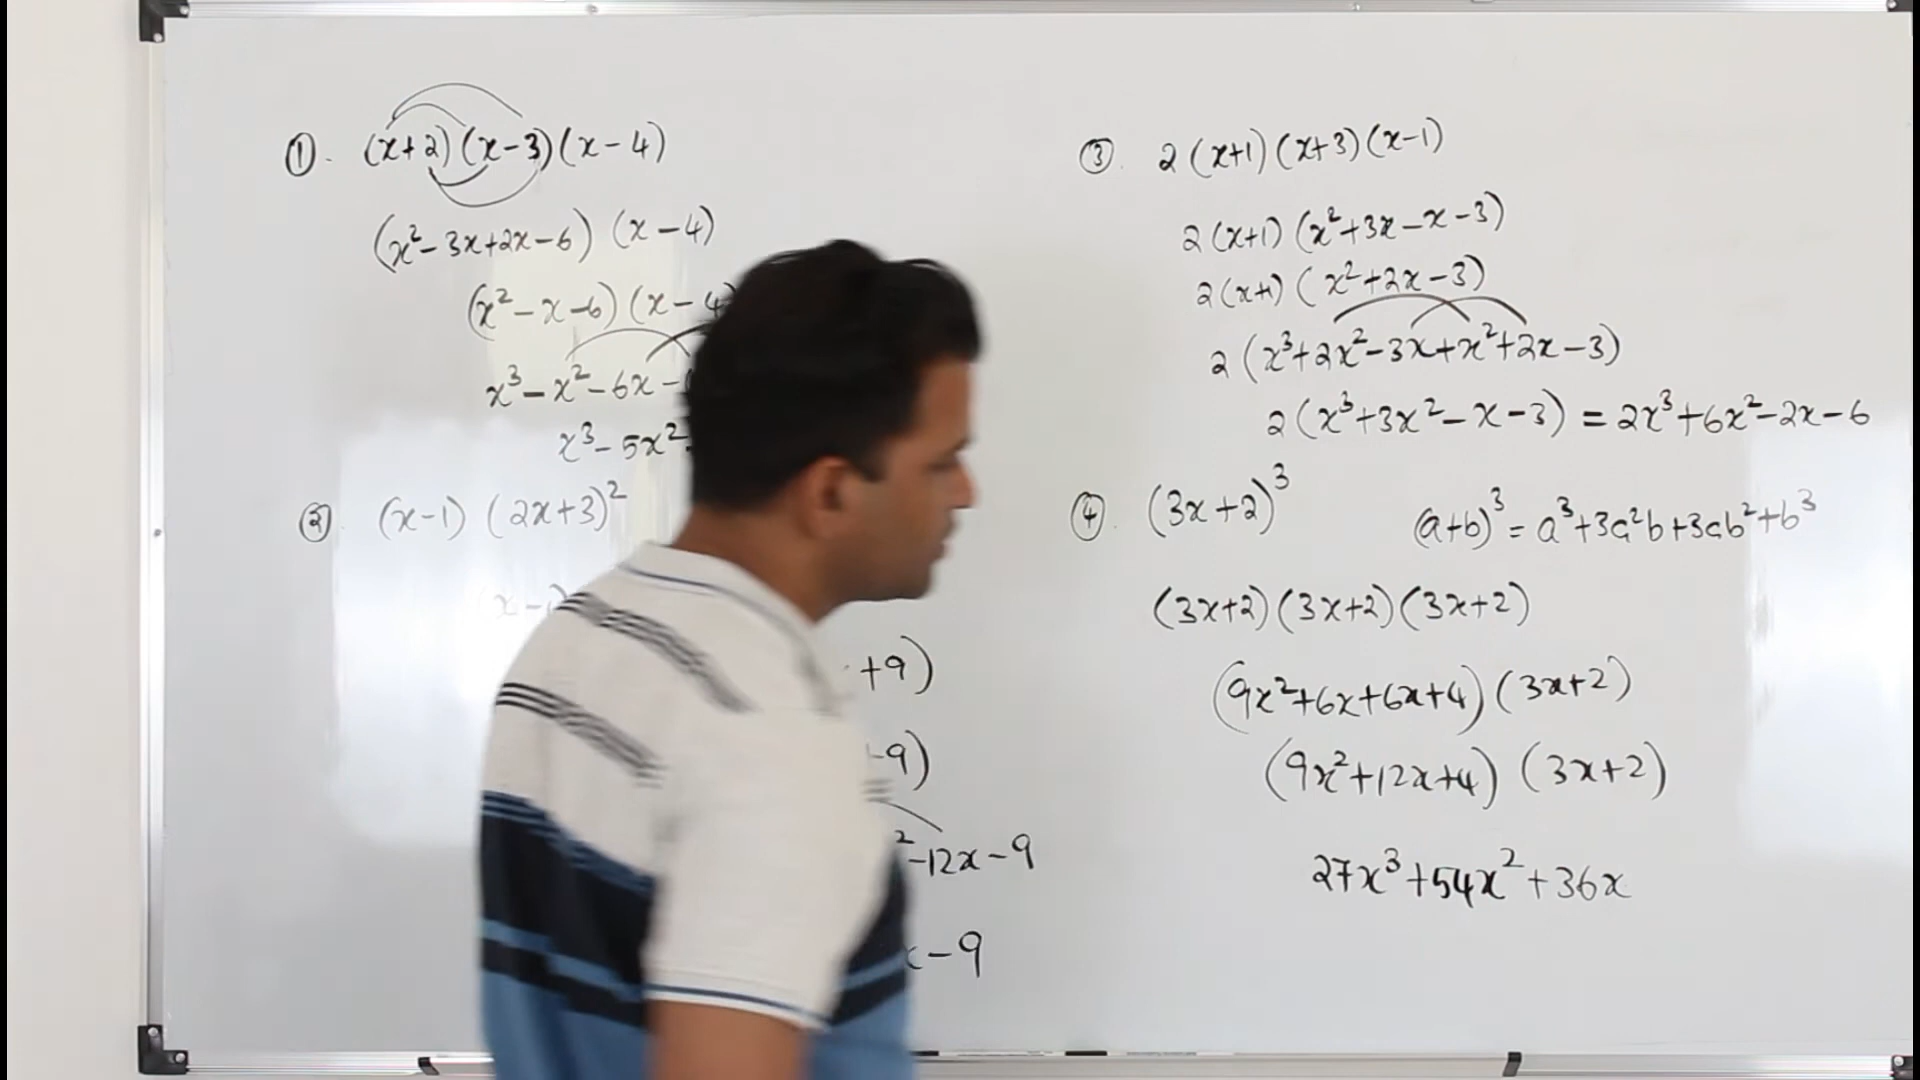 ①. (x+2)(x-3)(x-4)
(x²-3x+2x-6) (x-4)
(x²-x-6) (x-4
x³-x²-6x-
x³-5x²-
②. (x-1) (2x+3)²
(x-1)
+9)
-9)
²-12x-9
x-9
③. 2(x+1)(x+3)(x-1)
2(x+1) (x²+3x-x-3)
2(x+1) (x²+2x-3)
2 (x³+2x²-3x+x²+2x-3)
2 (x³+3x²-x-3) = 2x³+6x²-2x-6
④. (3x+2)³ (a+b)³ = a³+3a²b+3ab²+b³
(3x+2)(3x+2)(3x+2)
(9x²+6x+6x+4)(3x+2)
(9x²+12x+4) (3x+2)
27x³+54x²+36x